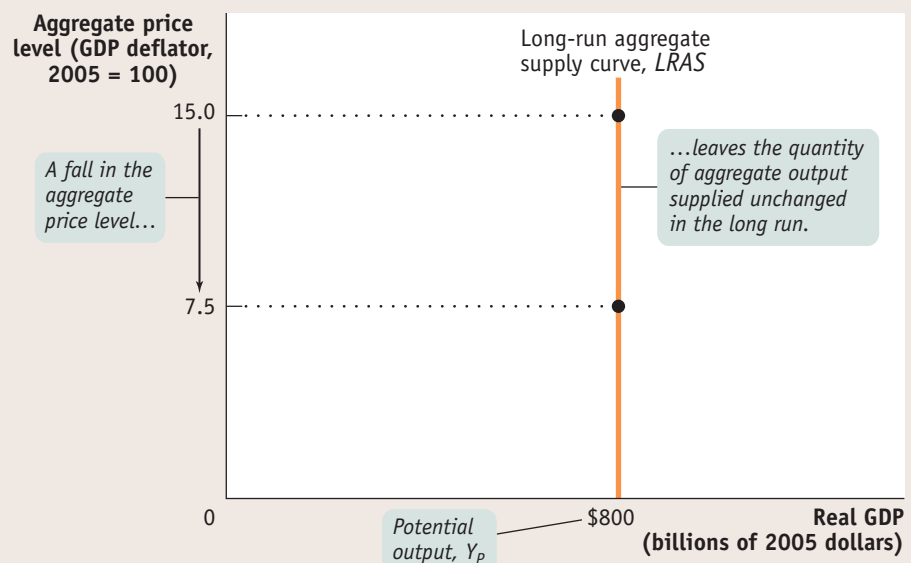 Aggregate price
level (GDP deflator,
2005 = 100)
Long-run aggregate
supply curve, LRAS
15.0
A fall in the
aggregate
price level…
…leaves the quantity
of aggregate output
supplied unchanged
in the long run.
7.5
0
Potential
output, YP
$800
Real GDP
(billions of 2005 dollars)